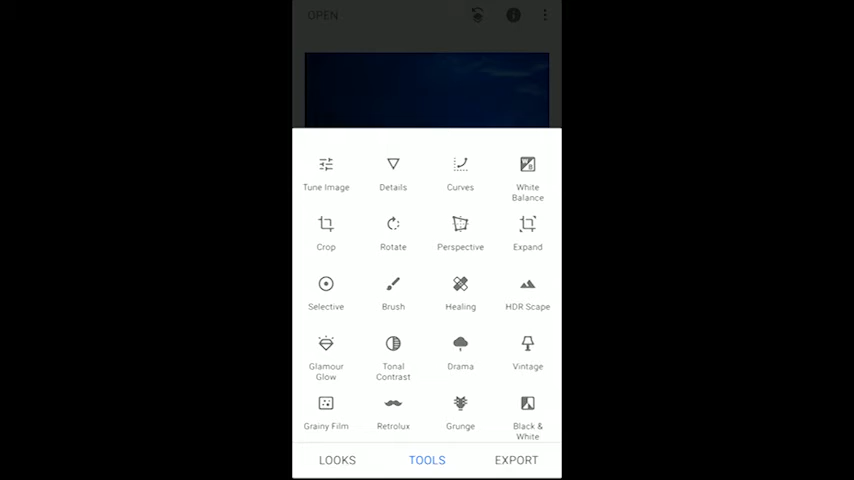 OPEN
Tune Image
Details
Curves
White
Balance
Crop
Rotate
Perspective
Expand
Selective
Brush
Healing
HDR Scape
Glamour
Glow
Tonal
Contrast
Drama
Vintage
Grainy Film
Retrolux
Grunge
Black &
White
LOOKS
TOOLS
EXPORT